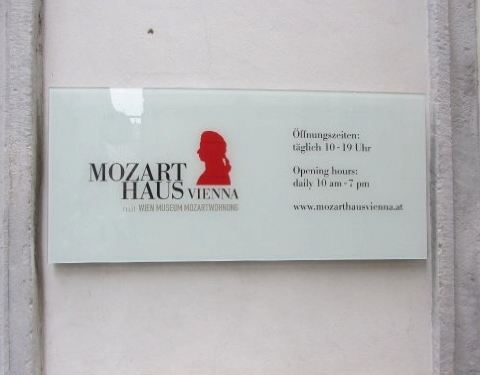 MOZART
HAUS VIENNA
WIEN MUSEUM MOZARTWOHNUNG
Öffnungszeiten:
täglich 10 - 19 Uhr
Opening hours:
daily 10 am - 7 pm
www.mozarthausvienna.at